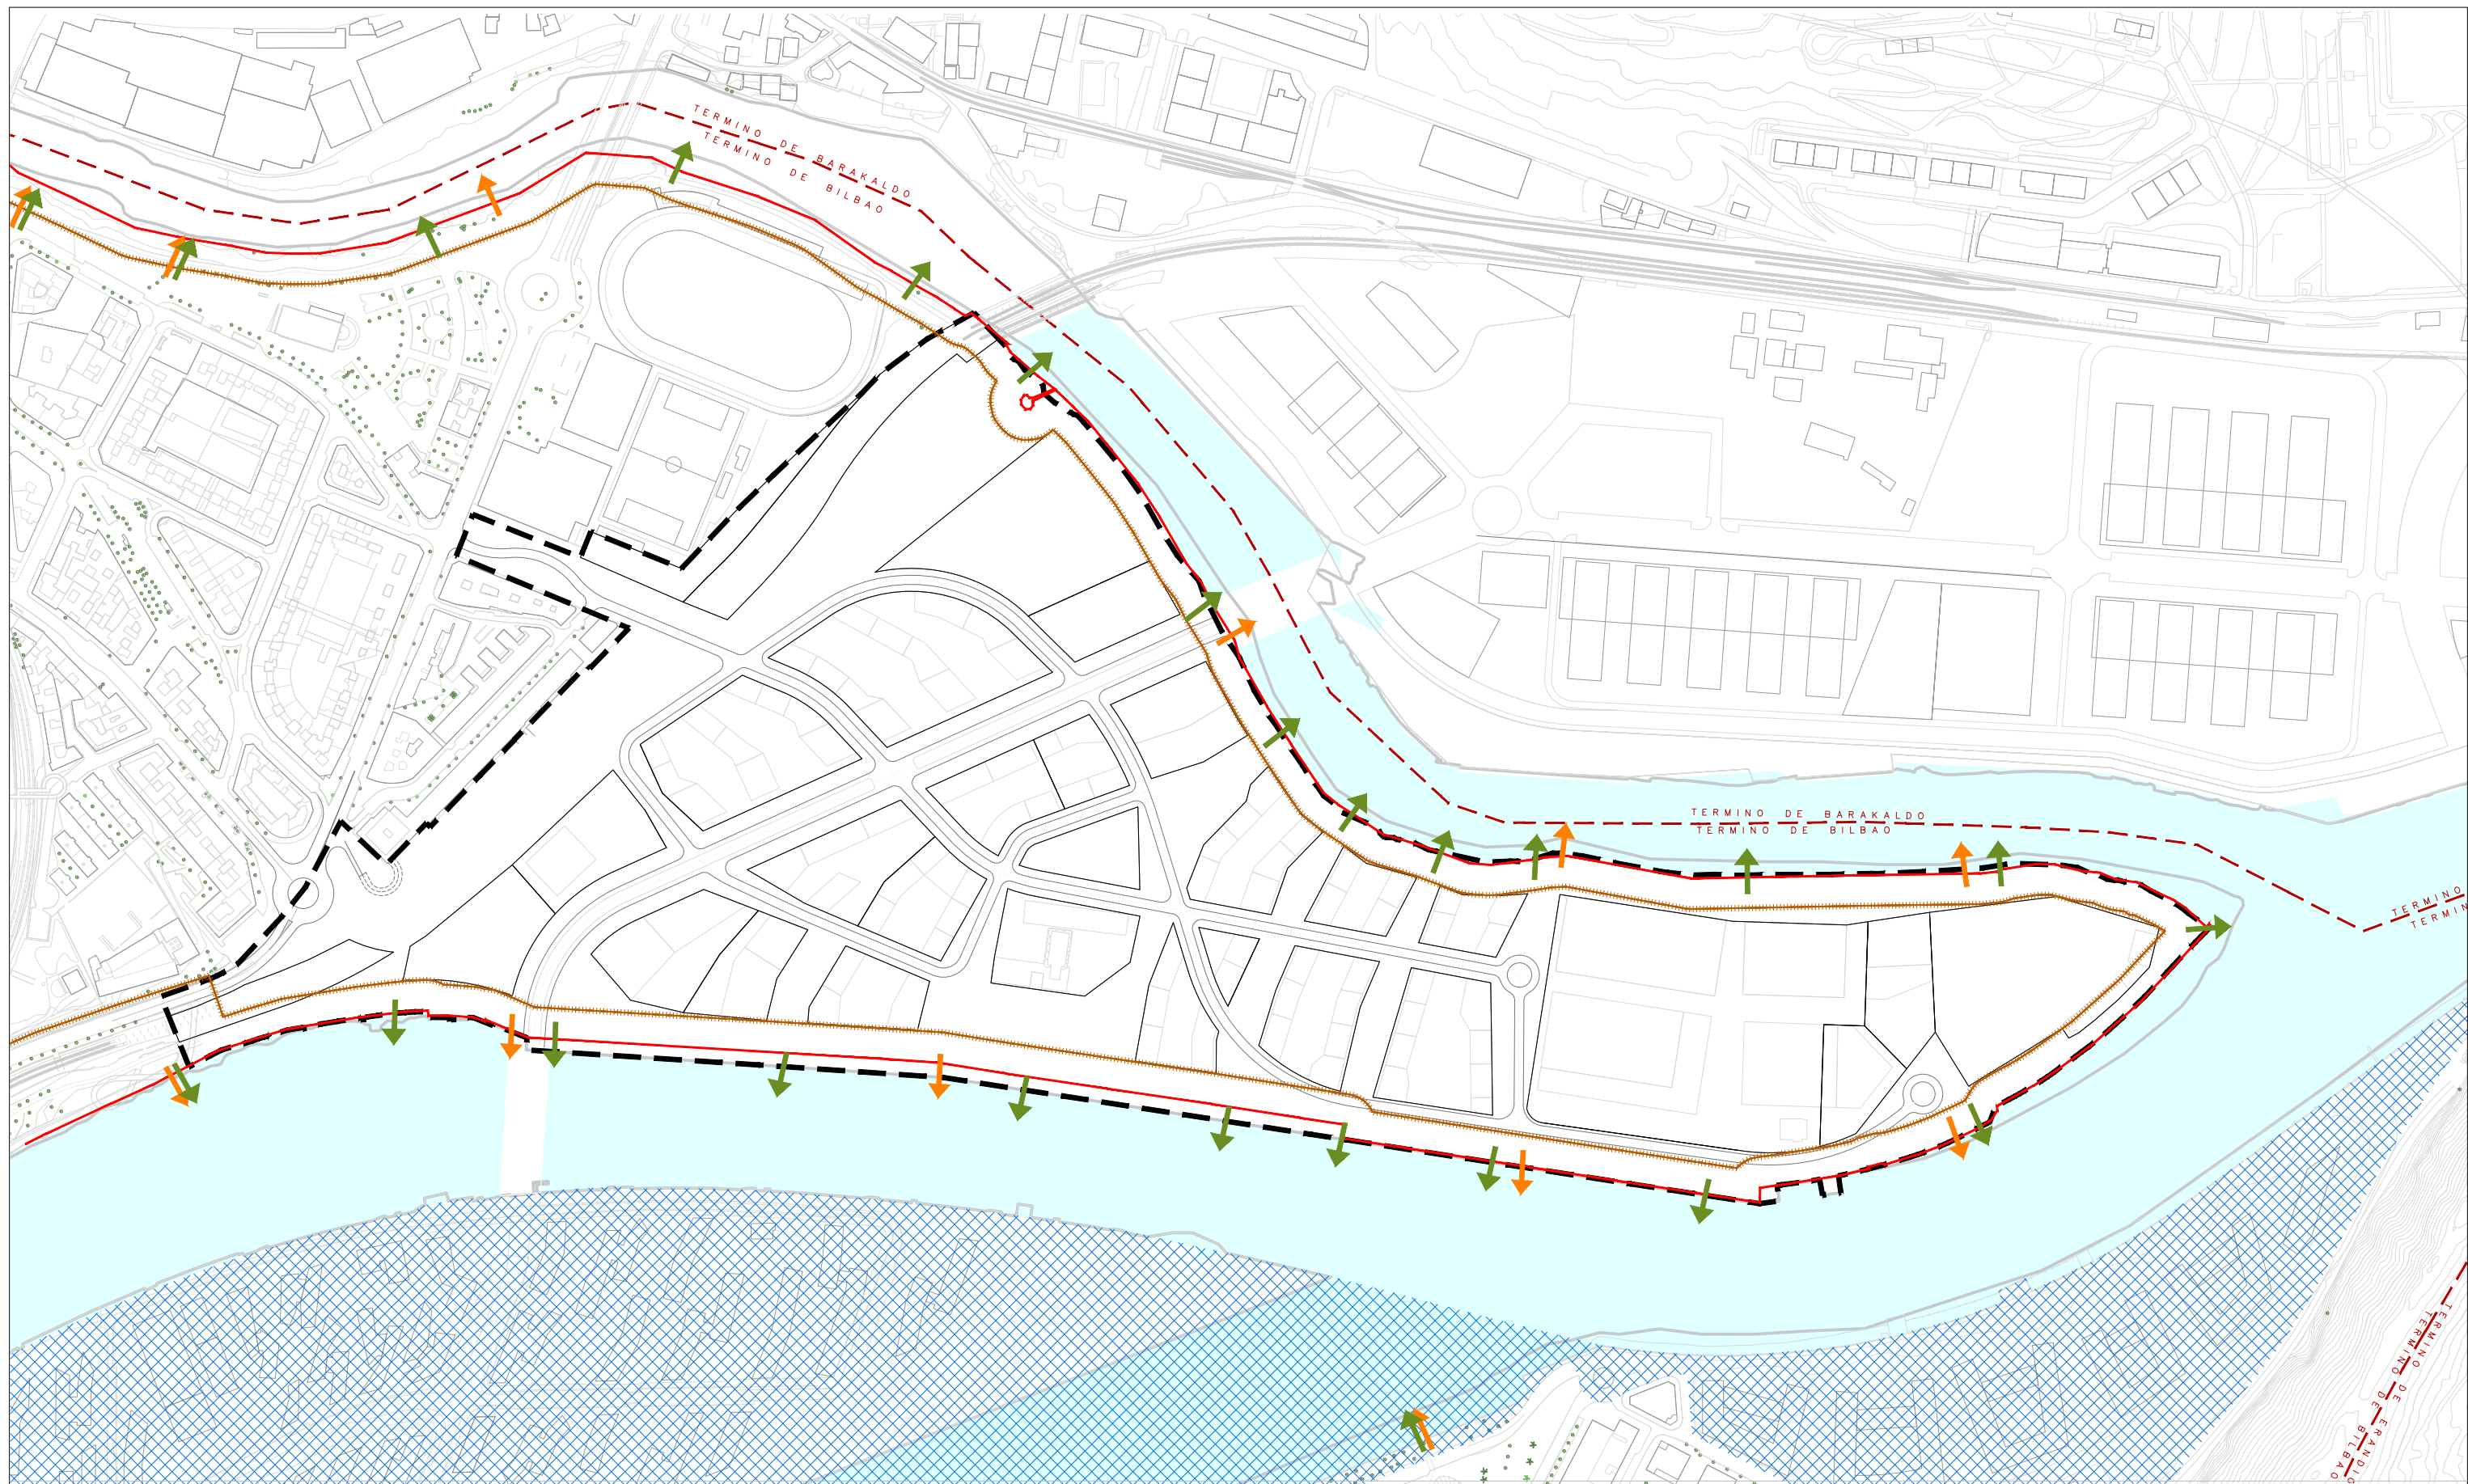 TERMINO DE BARAKALDO
TERMINO DE BILBAO
TERMINO DE BARAKALDO
TERMINO DE BILBAO
TERMINO
TERMIN
TERMINO DE ERANDIO
TERMINO DE BILBAO